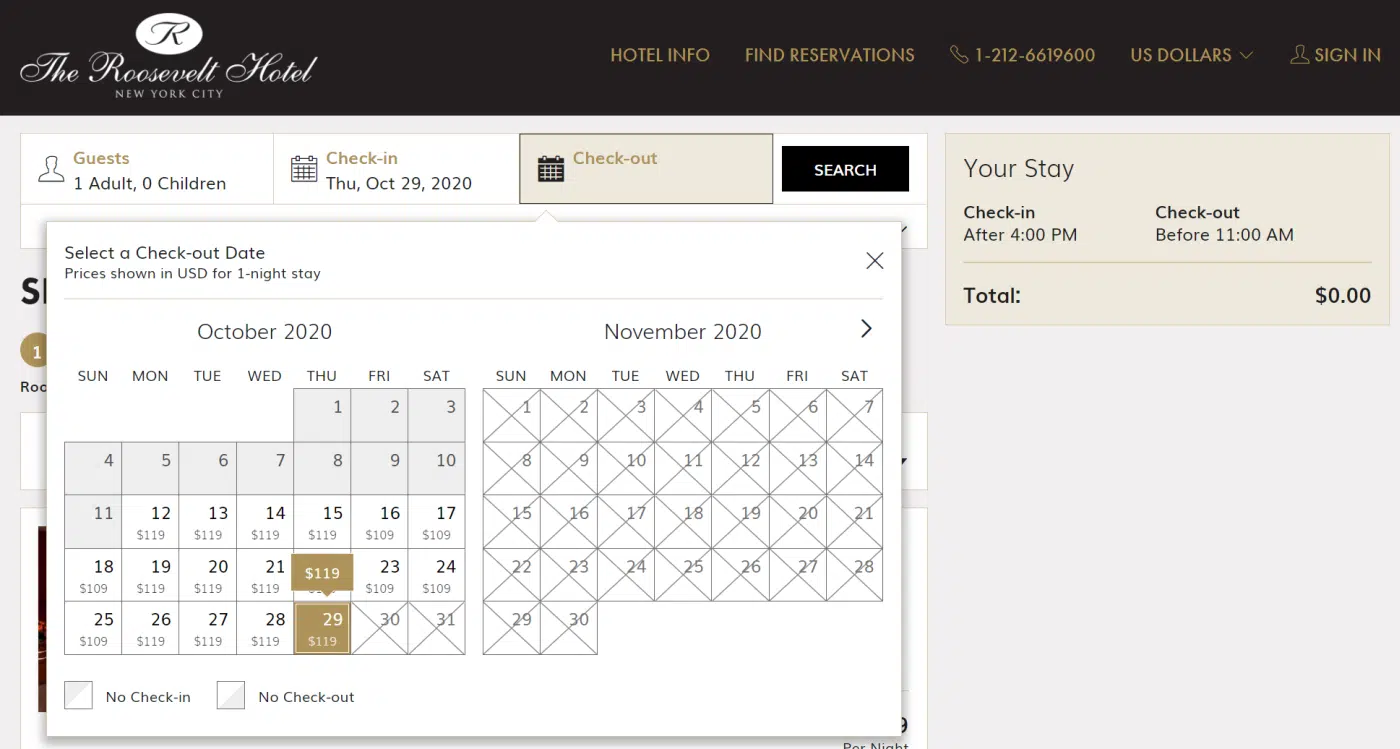 R
The Roosevelt Hotel
NEW YORK CITY
HOTEL INFO
FIND RESERVATIONS
1-212-6619600
US DOLLARS
SIGN IN
Guests
1 Adult, 0 Children
Check-in
Thu, Oct 29, 2020
Check-out
SEARCH
Your Stay
Check-in
After 4:00 PM
Check-out
Before 11:00 AM
Total:
$0.00
Select a Check-out Date
Prices shown in USD for 1-night stay
1
October 2020
SUN MON TUE WED THU FRI SAT
1 2 3
4 5 6 7 8 9 10
11 12 13 14 15 16 17
$119 $119 $119 $119 $109 $109
18 19 20 21 $119 23 24
$109 $119 $119 $119 $109 $109
25 26 27 28 29 30 31
$109 $119 $119 $119 $119
November 2020
SUN MON TUE WED THU FRI SAT
1 2 3 4 5 6 7
8 9 10 11 12 13 14
15 16 17 18 19 20 21
22 23 24 25 26 27 28
29 30
No Check-in
No Check-out
Per Night